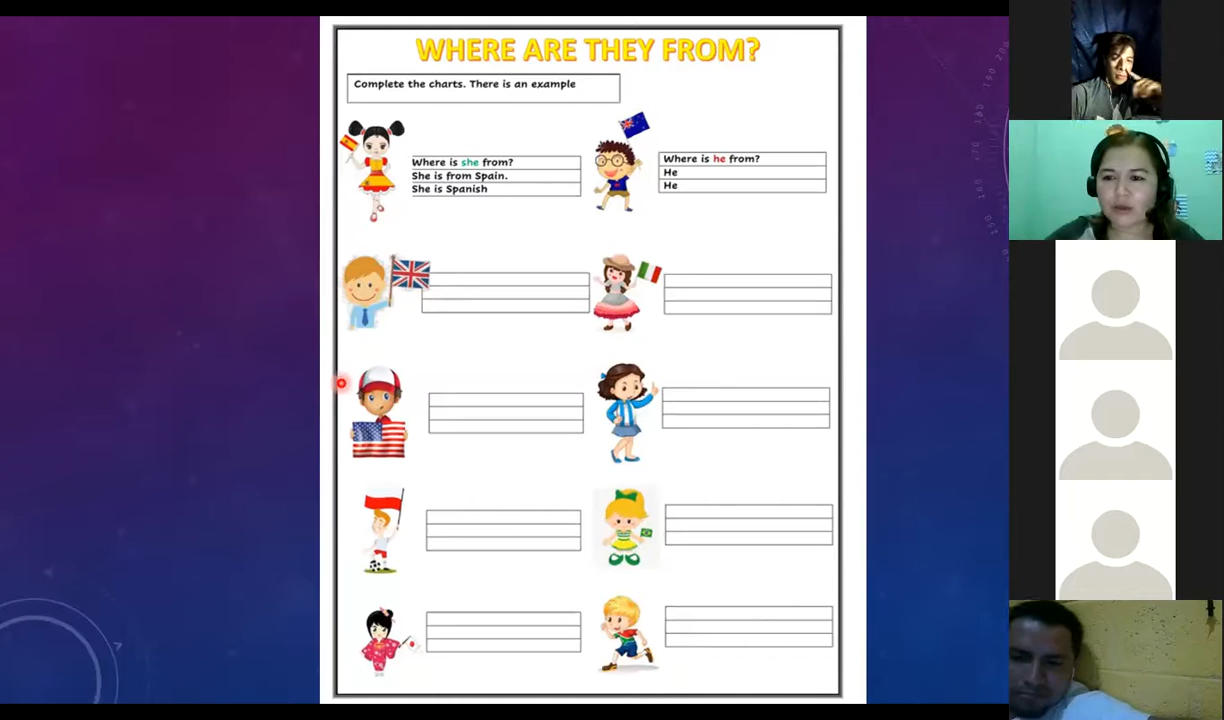 WHERE ARE THEY FROM?
Complete the charts. There is an example
Where is she from?
She is from Spain.
She is Spanish
Where is he from?
He
He